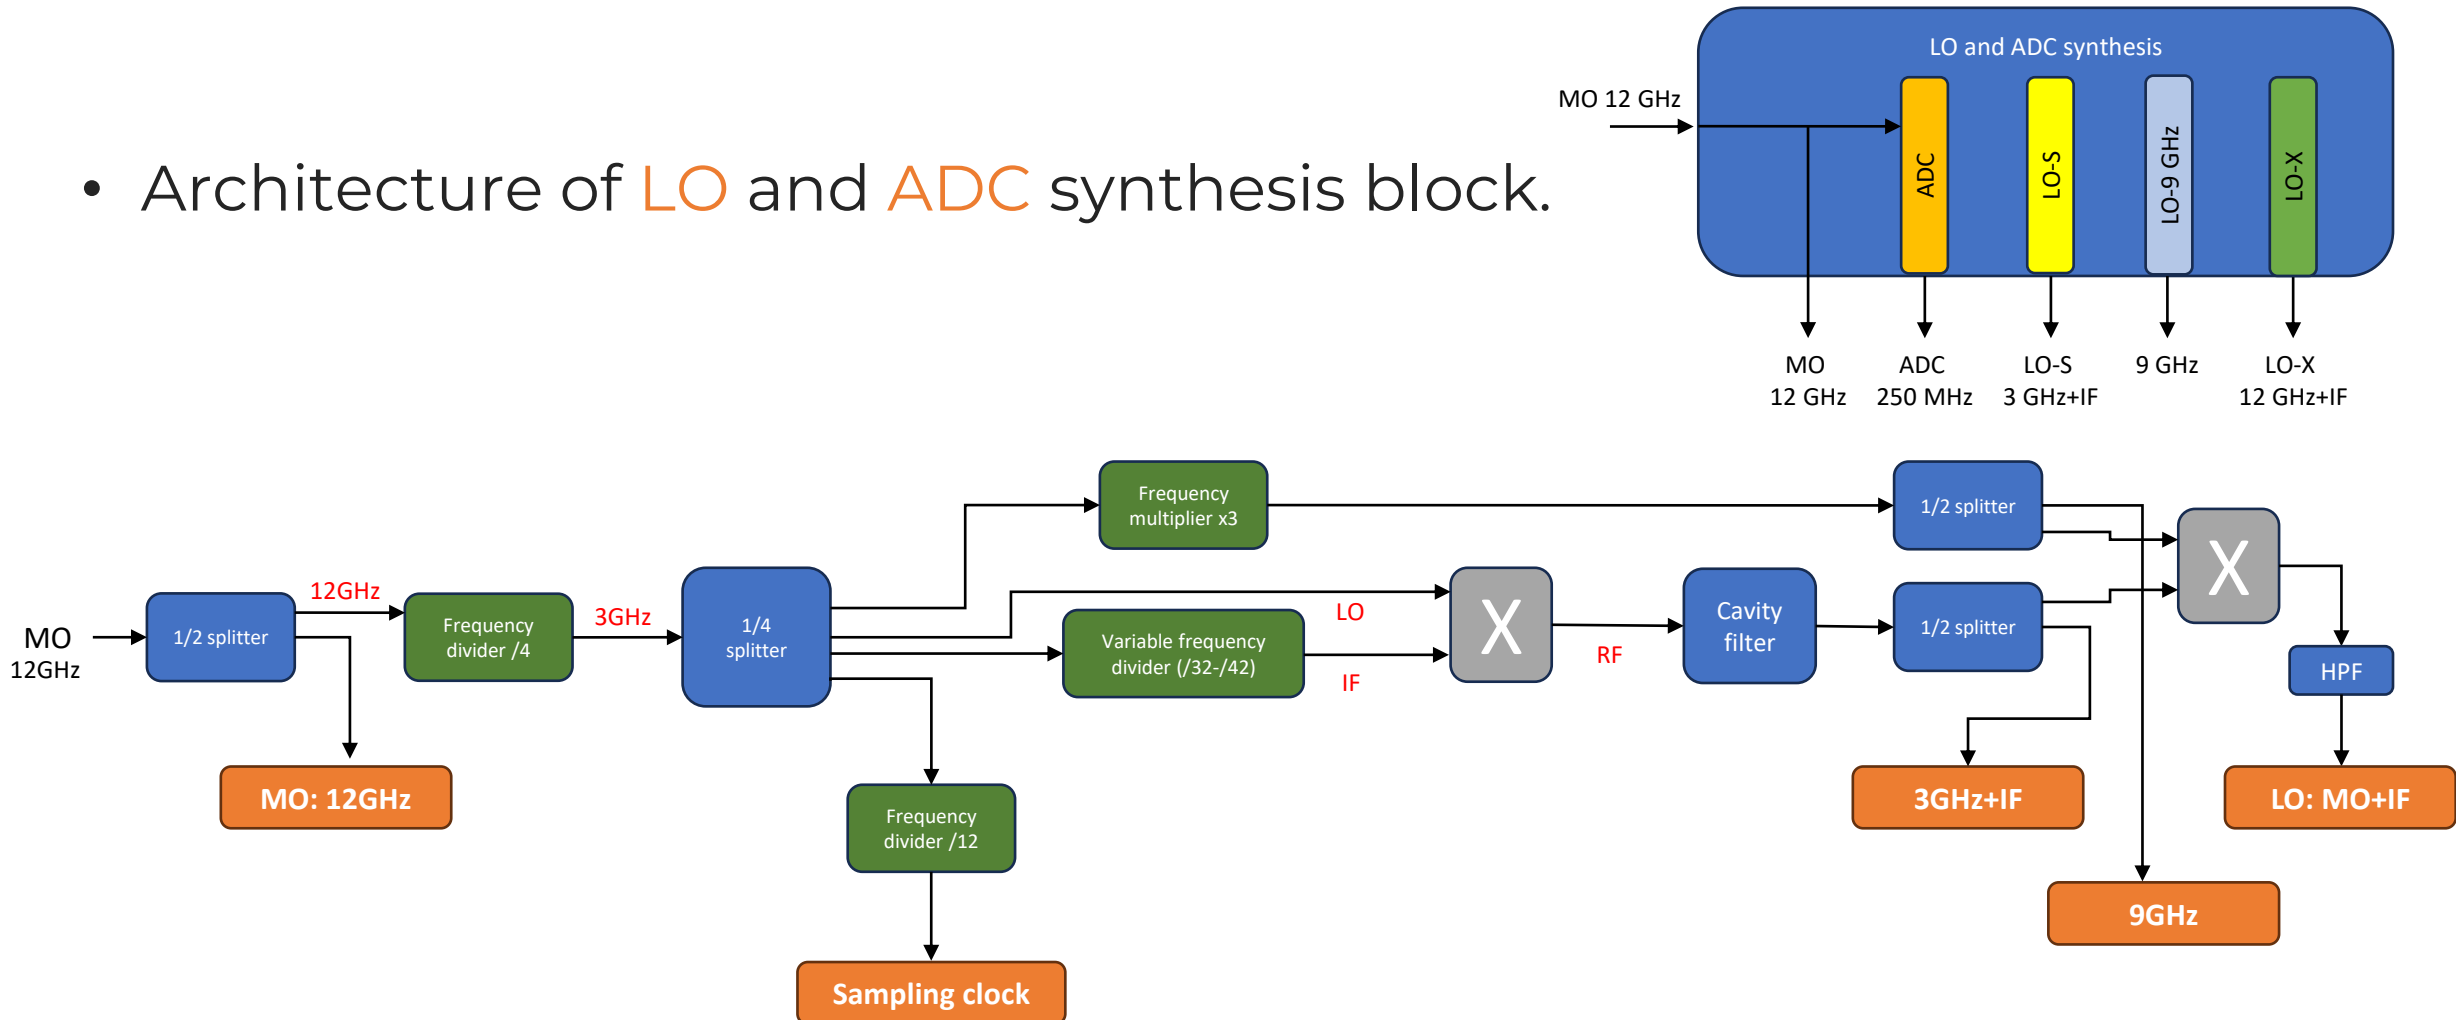 • Architecture of LO and ADC synthesis block.
LO and ADC synthesis
MO 12 GHz
ADC
LO-S
LO-9 GHz
LO-X
MO
12 GHz
ADC
250 MHz
LO-S
3 GHz+IF
9 GHz
LO-X
12 GHz+IF
MO
12GHz
1/2 splitter
12GHz
Frequency
divider /4
3GHz
1/4
splitter
Frequency
multiplier x3
LO
Variable frequency
divider (/32-/42)
IF
X
RF
Cavity
filter
1/2 splitter
1/2 splitter
X
HPF
MO: 12GHz
Frequency
divider /12
Sampling clock
3GHz+IF
9GHz
LO: MO+IF